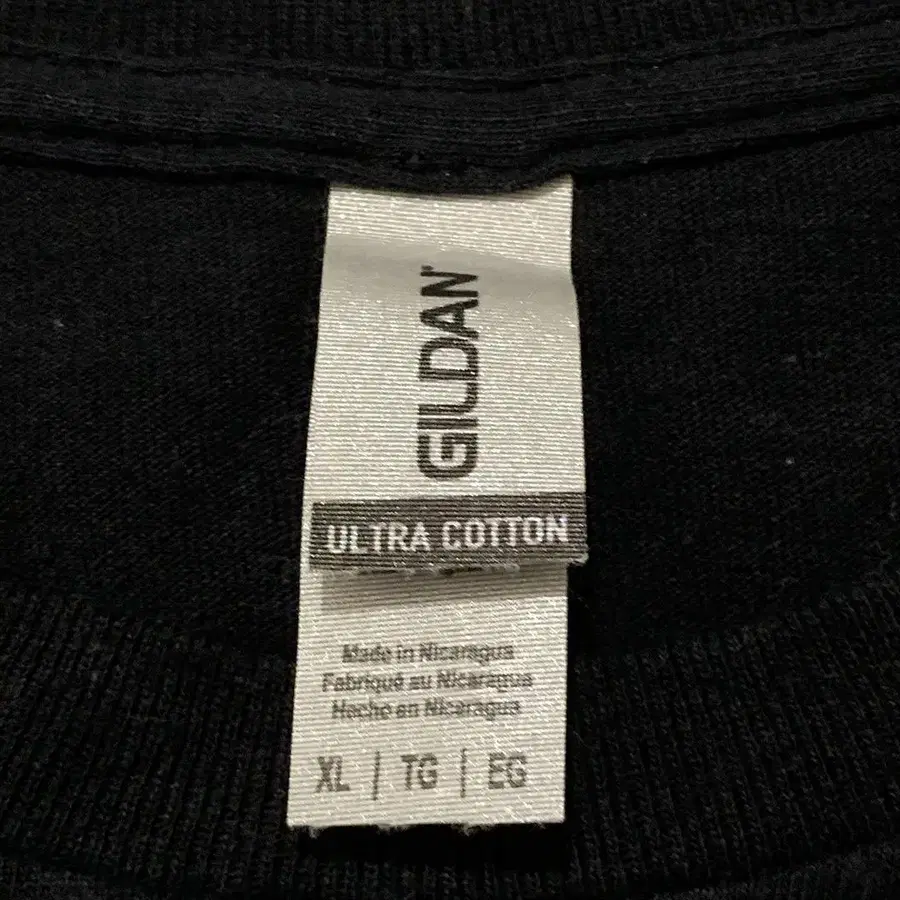 GILDAN
ULTRA COTTON
Made in Nicaragua
Fabriqué au Nicaragua
Hecho en Nicaragua
XL | TG | EG